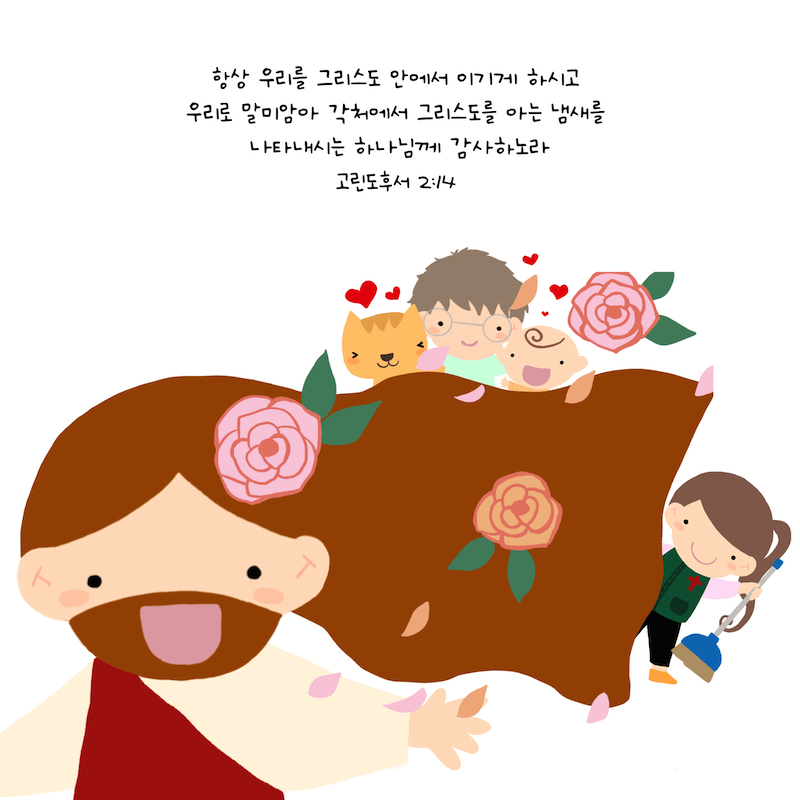 항상 우리를 그리스도 안에서 이기게 하시고
우리로 말미암아 각처에서 그리스도를 아는 냄새를
나타내시는 하나님께 감사하노라
고린도후서 2:14